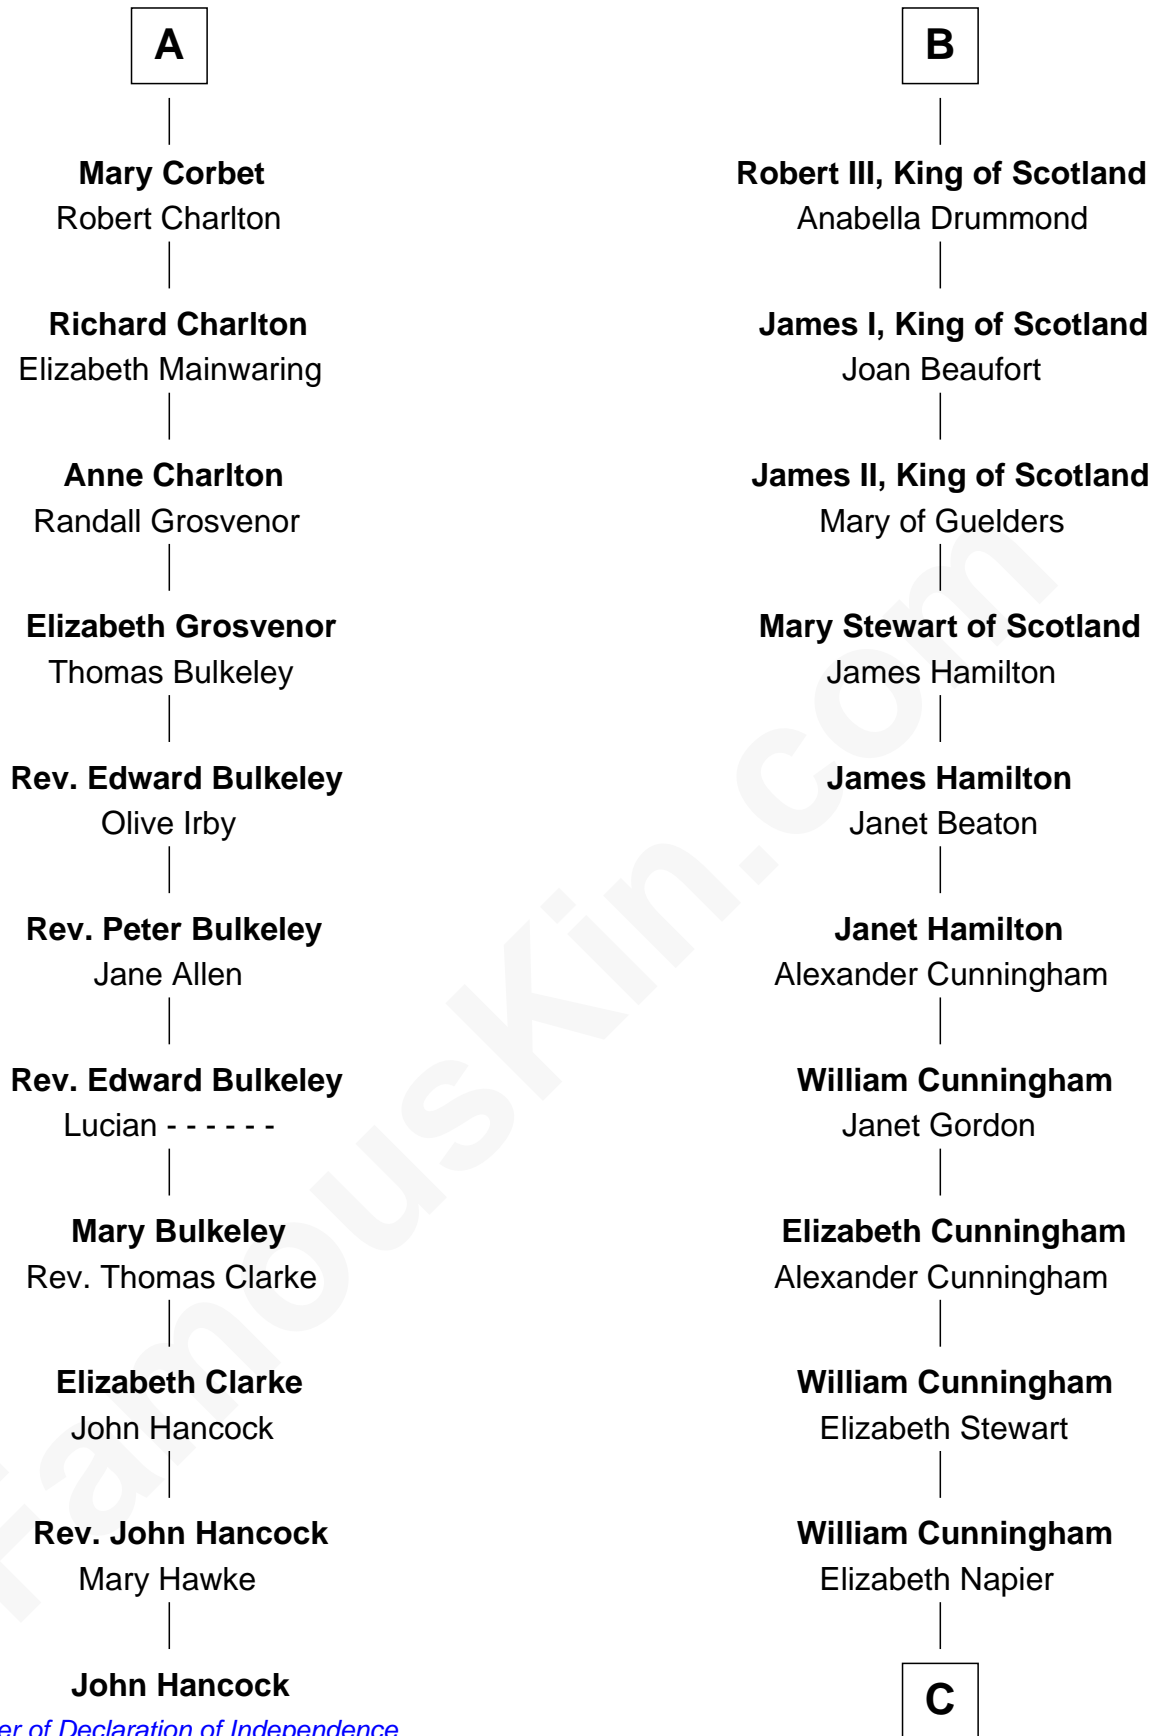 A
Mary Corbet
Robert Charlton
Richard Charlton
Elizabeth Mainwaring
Anne Charlton
Randall Grosvenor
Elizabeth Grosvenor
Thomas Bulkeley
Rev. Edward Bulkeley
Olive Irby
Rev. Peter Bulkeley
Jane Allen
Rev. Edward Bulkeley
Lucian - - - - - -
Mary Bulkeley
Rev. Thomas Clarke
Elizabeth Clarke
John Hancock
Rev. John Hancock
Mary Hawke
John Hancock
er of Declaration of Independence
B
Robert III, King of Scotland
Anabella Drummond
James I, King of Scotland
Joan Beaufort
James II, King of Scotland
Mary of Guelders
Mary Stewart of Scotland
James Hamilton
James Hamilton
Janet Beaton
Janet Hamilton
Alexander Cunningham
William Cunningham
Janet Gordon
Elizabeth Cunningham
Alexander Cunningham
William Cunningham
Elizabeth Stewart
William Cunningham
Elizabeth Napier
C
FamousKin.com